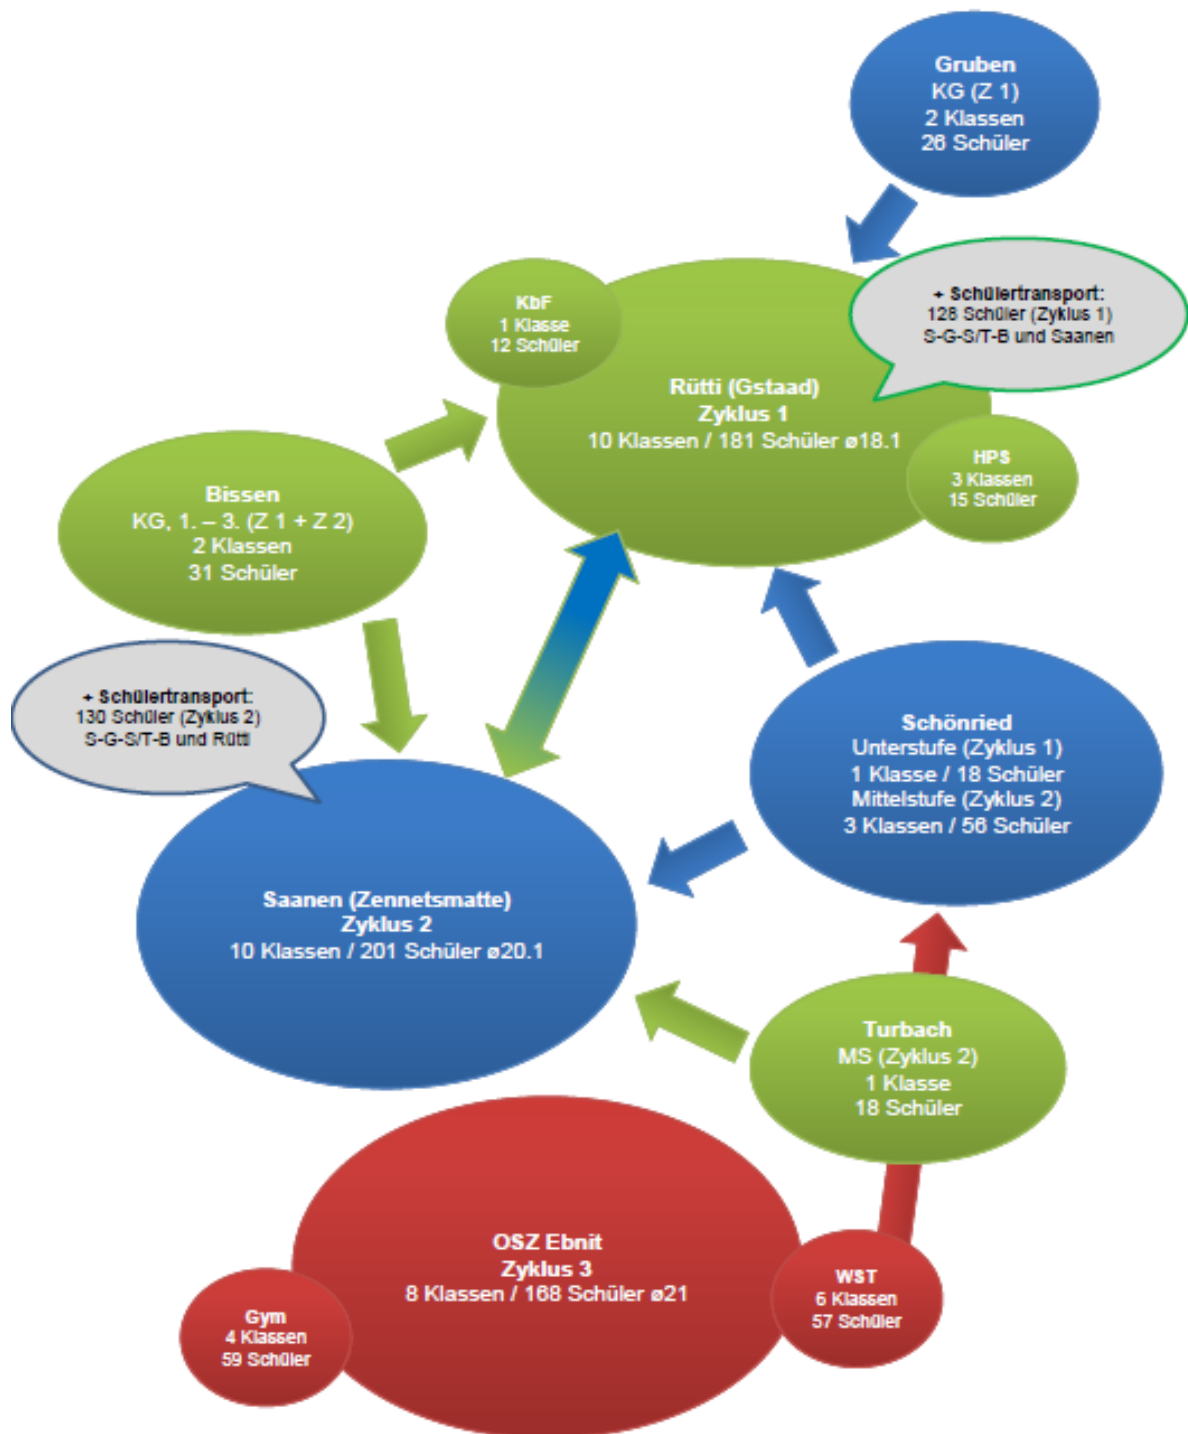 Gruben
KG (Z 1)
2 Klassen
26 Schüler
+ Schülertransport:
128 Schüler (Zyklus 1)
S-G-S/T-B und Saanen
KbF
1 Klasse
12 Schüler
Rütti (Gstaad)
Zyklus 1
10 Klassen / 181 Schüler ø18.1
HPS
3 Klassen
15 Schüler
Bissen
KG, 1. – 3. (Z 1 + Z 2)
2 Klassen
31 Schüler
+ Schülertransport:
130 Schüler (Zyklus 2)
S-G-S/T-B und Rütti
Schönried
Unterstufe (Zyklus 1)
1 Klasse / 18 Schüler
Mittelstufe (Zyklus 2)
3 Klassen / 56 Schüler
Saanen (Zennetsmatte)
Zyklus 2
10 Klassen / 201 Schüler ø20.1
Turbach
MS (Zyklus 2)
1 Klasse
18 Schüler
OSZ Ebnit
Zyklus 3
8 Klassen / 168 Schüler ø21
WST
6 Klassen
57 Schüler
Gym
4 Klassen
59 Schüler